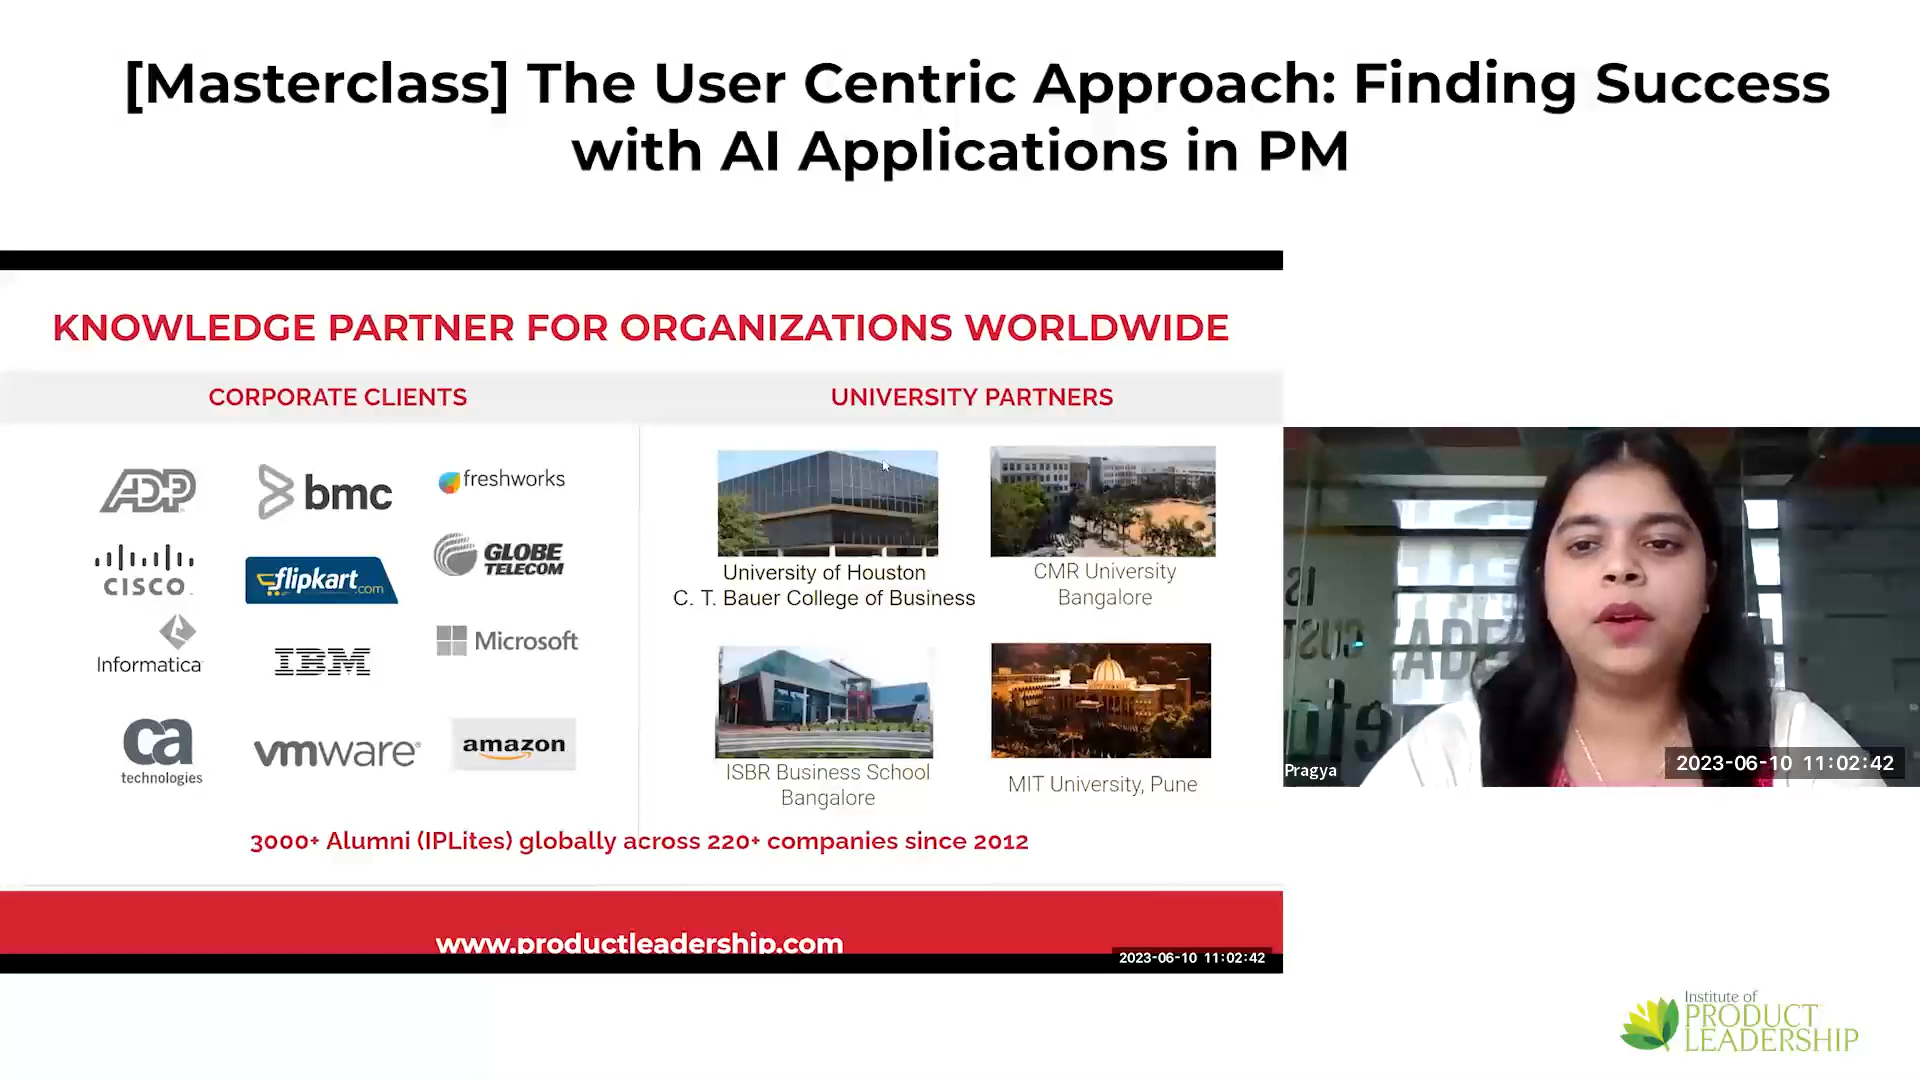 [Masterclass] The User Centric Approach: Finding Success
with AI Applications in PM
KNOWLEDGE PARTNER FOR ORGANIZATIONS WORLDWIDE
CORPORATE CLIENTS
UNIVERSITY PARTNERS
ADP
bmc
freshworks
CISCO
flipkart.com
GLOBE
TELECOM
Informatica
IBM
Microsoft
ca
technologies
vmware
amazon
University of Houston
C. T. Bauer College of Business
CMR University
Bangalore
ISBR Business School
Bangalore
MIT University, Pune
3000+ Alumni (IPLites) globally across 220+ companies since 2012
www.productleadership.com
2023-06-10 11:02:42
Pragya
2023-06-10 11:02:42
Institute of
PRODUCT
LEADERSHIP